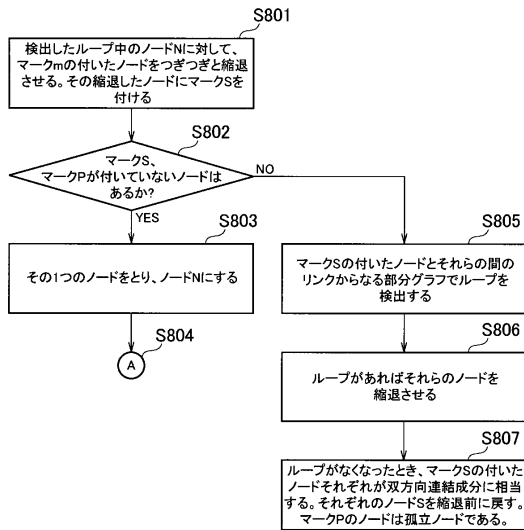 S801
検出したループ中のノードNに対して、
マークmの付いたノードをつぎつぎと縮退
させる。その縮退したノードにマークSを
付ける
S802
マークS、
マークPが付いていないノードは
あるか?
NO
YES
S803
その1つのノードをとり、ノードNにする
S804
A
S805
マークSの付いたノードとそれらの間の
リンクからなる部分グラフでループを
検出する
S806
ループがあればそれらのノードを
縮退させる
S807
ループがなくなったとき、マークSの付いた
ノードそれぞれが双方向連結成分に相当
する。それぞれのノードSを縮退前に戻す。
マークPのノードは孤立ノードである。